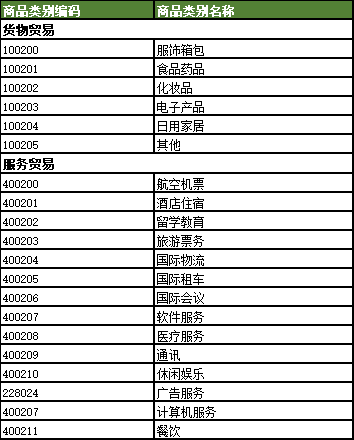 商品类别编码 商品类别名称
货物贸易
100200 服饰箱包
100201 食品药品
100202 化妆品
100203 电子产品
100204 日用家居
100205 其他
服务贸易
400200 航空机票
400201 酒店住宿
400202 留学教育
400203 旅游票务
400204 国际物流
400205 国际租车
400206 国际会议
400207 软件服务
400208 医疗服务
400209 通讯
400210 休闲娱乐
228024 广告服务
400207 计算机服务
400211 餐饮